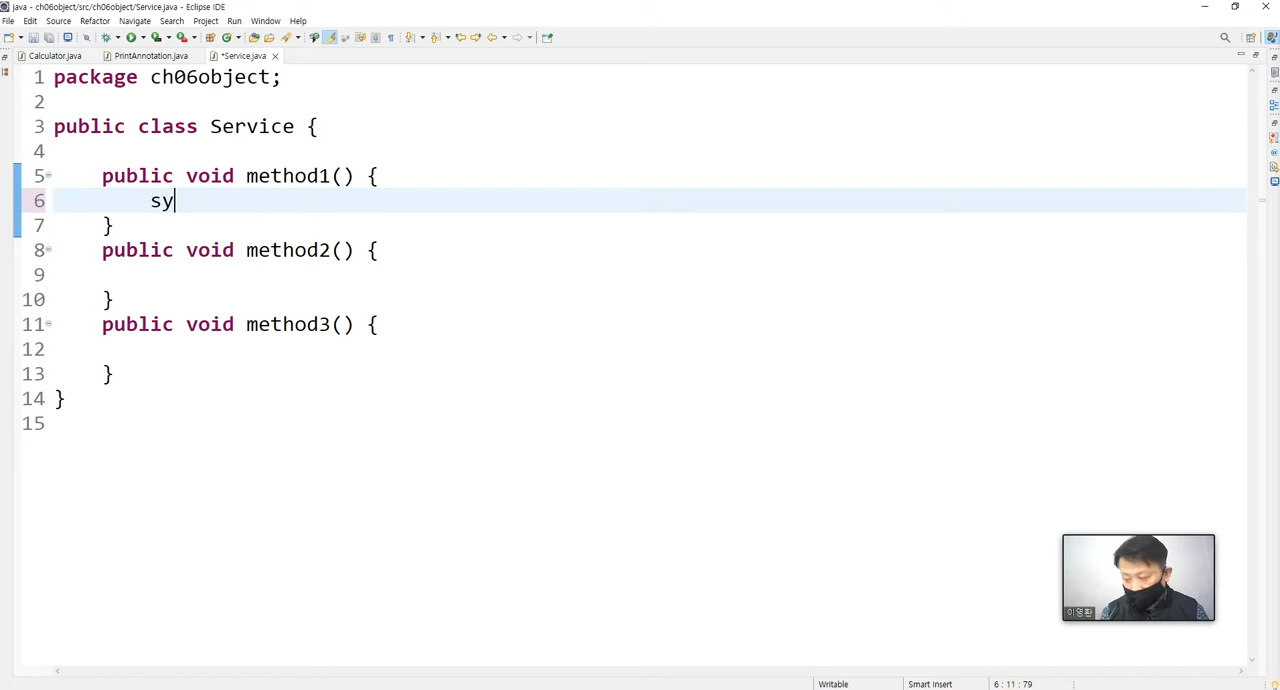 java - ch06object/src/ch06object/Service.java - Eclipse IDE
File Edit Source Refactor Navigate Search Project Run Window Help
Calculator.java PrintAnnotation.java *Service.java
1 package ch06object;
2
3 public class Service {
4
5 public void method1() {
6 sy
7 }
8 public void method2() {
9
10 }
11 public void method3() {
12
13 }
14 }
15
이영환
Writable Smart Insert 6 : 11 : 79